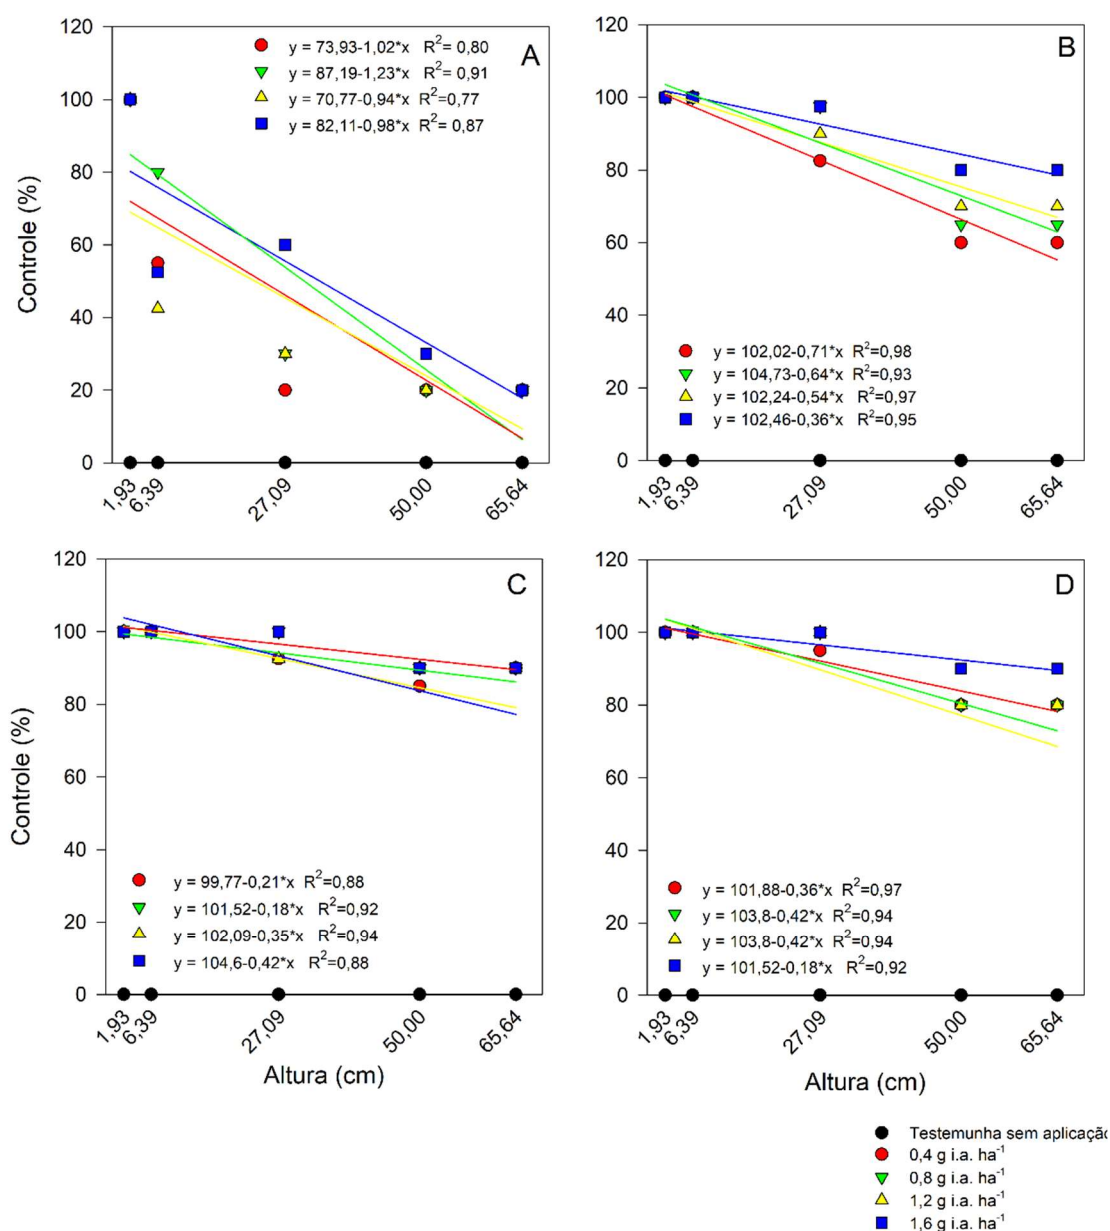 120
100
80
60
40
20
0
Controle (%)
A
y = 73,93-1,02*x R²= 0,80
y = 87,19-1,23*x R²= 0,91
y = 70,77-0,94*x R²=0,77
y = 82,11-0,98*x R²= 0,87
1,93
6,39
27,09
50,00
65,64
120
100
80
60
40
20
0
B
y = 102,02-0,71*x R²=0,98
y = 104,73-0,64*x R²=0,93
y = 102,24-0,54*x R²=0,97
y = 102,46-0,36*x R²=0,95
1,93
6,39
27,09
50,00
65,64
120
100
80
60
40
20
0
Controle (%)
C
y = 99,77-0,21*x R²=0,88
y = 101,52-0,18*x R²=0,92
y = 102,09-0,35*x R²=0,94
y = 104,6-0,42*x R²=0,88
1,93
6,39
27,09
50,00
65,64
Altura (cm)
120
100
80
60
40
20
0
D
y = 101,88-0,36*x R²=0,97
y = 103,8-0,42*x R²=0,94
y = 103,8-0,42*x R²=0,94
y = 101,52-0,18*x R²=0,92
1,93
6,39
27,09
50,00
65,64
Altura (cm)
Testemunha sem aplicação
0,4 g i.a. ha⁻¹
0,8 g i.a. ha⁻¹
1,2 g i.a. ha⁻¹
1,6 g i.a. ha⁻¹